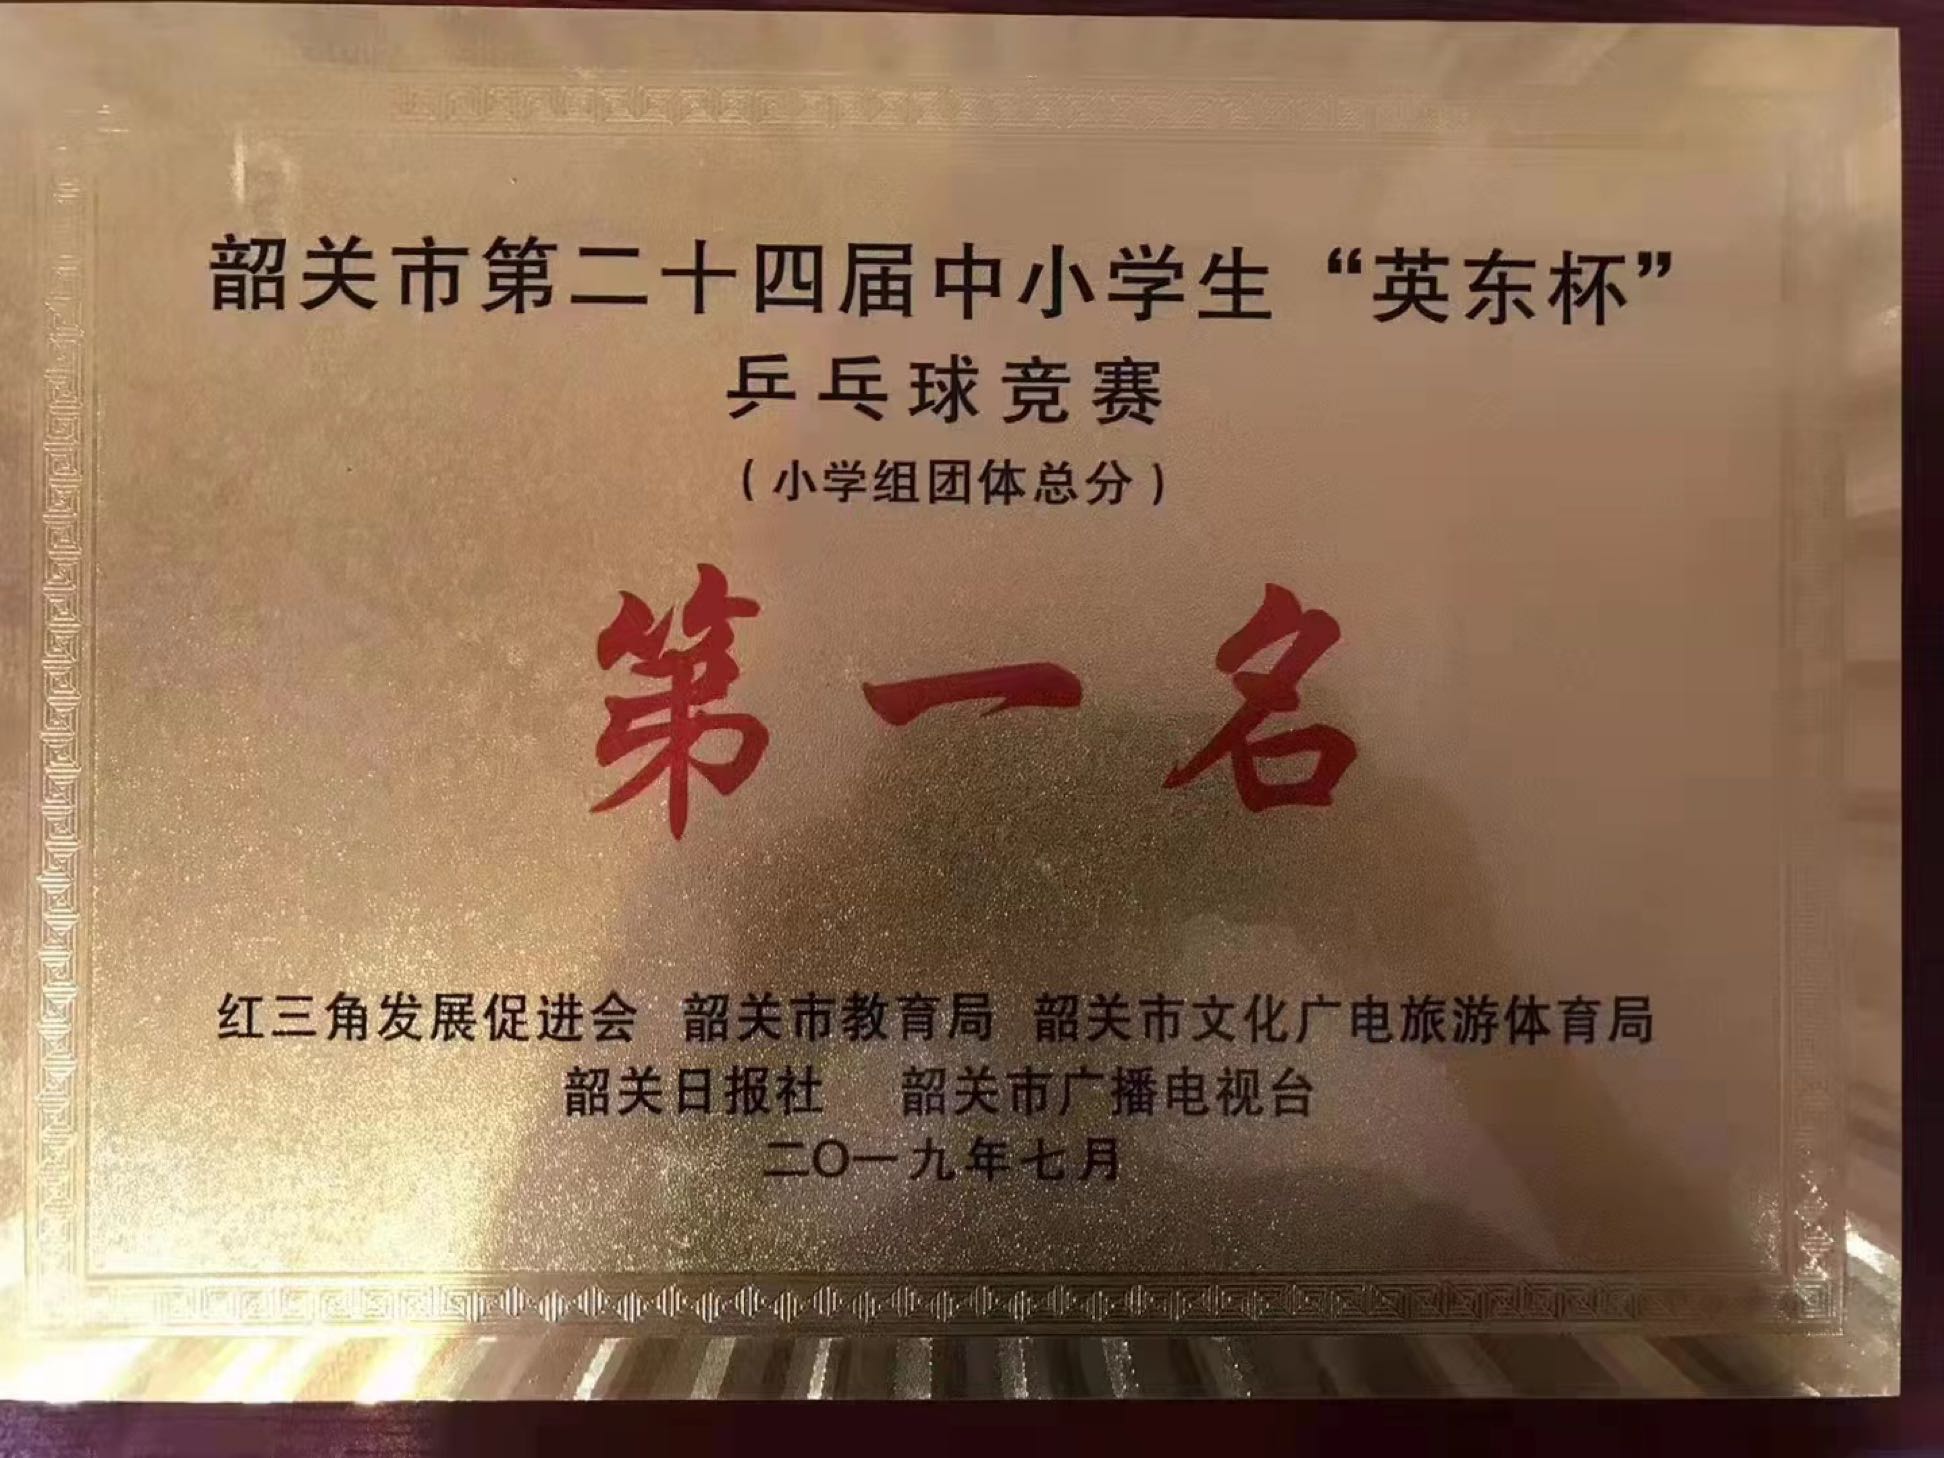 韶关市第二十四届中小学生“英东杯”
乒乓球竞赛
（小学组团体总分）
第一名
红三角发展促进会 韶关市教育局 韶关市文化广电旅游体育局
韶关日报社 韶关市广播电视台
二〇一九年七月